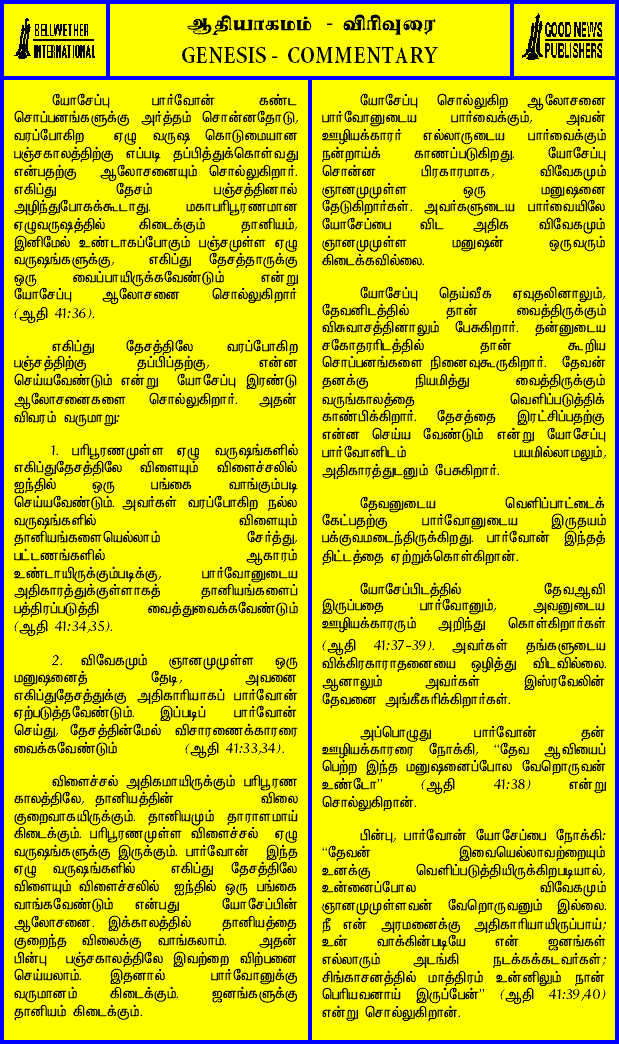 BELLWETHER
INTERNATIONAL
ஆதியாகமம் - விரிவுரை
GENESIS - COMMENTARY
GOOD NEWS
PUBLISHERS
யோசேப்பு பார்வோன் கண்ட
சொப்பனங்களுக்கு அர்த்தம் சொன்னதோடு,
வரப்போகிற ஏழு வருஷ கொடுமையான
பஞ்சகாலத்திற்கு எப்படி தப்பித்துக்கொள்வது
என்பதற்கு ஆலோசனையும் சொல்லுகிறார்.
எகிப்து தேசம் பஞ்சத்தினால்
அழிந்துபோகக்கூடாது. மகாபரிபூரணமான
ஏழுவருஷத்தில் கிடைக்கும் தானியம்,
இனிமேல் உண்டாகப்போகும் பஞ்சமுள்ள ஏழு
வருஷங்களுக்கு, எகிப்து தேசத்தாருக்கு
ஒரு வைப்பாயிருக்கவேண்டும் என்று
யோசேப்பு ஆலோசனை சொல்லுகிறார்
(ஆதி 41:36).
எகிப்து தேசத்திலே வரப்போகிற
பஞ்சத்திற்கு தப்பிப்பதற்கு, என்ன
செய்யவேண்டும் என்று யோசேப்பு இரண்டு
ஆலோசனைகளை சொல்லுகிறார். அதன்
விவரம் வருமாறு:
1. பரிபூரணமுள்ள ஏழு வருஷங்களில்
எகிப்துதேசத்திலே விளையும் விளைச்சலில்
ஐந்தில் ஒரு பங்கை வாங்கும்படி
செய்யவேண்டும். அவர்கள் வரப்போகிற நல்ல
வருஷங்களில் விளையும்
தானியங்களையெல்லாம் சேர்த்து,
பட்டணங்களில் ஆகாரம்
உண்டாயிருக்கும்படிக்கு, பார்வோனுடைய
அதிகாரத்துக்குள்ளாகத் தானியங்களைப்
பத்திரப்படுத்தி வைத்துவைக்கவேண்டும்
(ஆதி 41:34,35).
2. விவேகமும் ஞானமுமுள்ள ஒரு
மனுஷனைத் தேடி, அவனை
எகிப்துதேசத்துக்கு அதிகாரியாகப் பார்வோன்
ஏற்படுத்தவேண்டும். இப்படிப் பார்வோன்
செய்து, தேசத்தின்மேல் விசாரணைக்காரரை
வைக்கவேண்டும் (ஆதி 41:33,34).
விளைச்சல் அதிகமாயிருக்கும் பரிபூரண
காலத்திலே, தானியத்தின் விலை
குறைவாகயிருக்கும். தானியமும் தாராளமாய்
கிடைக்கும். பரிபூரணமுள்ள விளைச்சல் ஏழு
வருஷங்களுக்கு இருக்கும். பார்வோன் இந்த
ஏழு வருஷங்களில் எகிப்து தேசத்திலே
விளையும் விளைச்சலில் ஐந்தில் ஒரு பங்கை
வாங்கவேண்டும் என்பது யோசேப்பின்
ஆலோசனை. இக்காலத்தில் தானியத்தை
குறைந்த விலைக்கு வாங்கலாம். அதன்
பின்பு பஞ்சகாலத்திலே இவற்றை விற்பனை
செய்யலாம். இதனால் பார்வோனுக்கு
வருமானம் கிடைக்கும். ஜனங்களுக்கு
தானியம் கிடைக்கும்.
யோசேப்பு சொல்லுகிற ஆலோசனை
பார்வோனுடைய பார்வைக்கும், அவன்
ஊழியக்காரர் எல்லாருடைய பார்வைக்கும்
நன்றாய்க் காணப்படுகிறது. யோசேப்பு
சொன்ன பிரகாரமாக, விவேகமும்
ஞானமுமுள்ள ஒரு மனுஷனை
தேடுகிறார்கள். அவர்களுடைய பார்வையிலே
யோசேப்பை விட அதிக விவேகமும்
ஞானமுமுள்ள மனுஷன் ஒருவரும்
கிடைக்கவில்லை.
யோசேப்பு தெய்வீக ஏவுதலினாலும்,
தேவனிடத்தில் தான் வைத்திருக்கும்
விசுவாசத்தினாலும் பேசுகிறார். தன்னுடைய
சகோதரரிடத்தில் தான் கூறிய
சொப்பனங்களை நினைவுகூருகிறார். தேவன்
தனக்கு நியமித்து வைத்திருக்கும்
வருங்காலத்தை வெளிப்படுத்திக்
காண்பிக்கிறார். தேசத்தை இரட்சிப்பதற்கு
என்ன செய்ய வேண்டும் என்று யோசேப்பு
பார்வோனிடம் பயமில்லாமலும்,
அதிகாரத்துடனும் பேசுகிறார்.
தேவனுடைய வெளிப்பாட்டைக்
கேட்பதற்கு பார்வோனுடைய இருதயம்
பக்குவமடைந்திருக்கிறது. பார்வோன் இந்தத்
திட்டத்தை ஏற்றுக்கொள்கிறான்.
யோசேப்பிடத்தில் தேவஆவி
இருப்பதை பார்வோனும், அவனுடைய
ஊழியக்காரரும் அறிந்து கொள்கிறார்கள்
(ஆதி 41:37-39). அவர்கள் தங்களுடைய
விக்கிரகாராதனையை ஒழித்து விடவில்லை.
ஆனாலும் அவர்கள் இஸ்ரவேலின்
தேவனை அங்கீகரிக்கிறார்கள்.
அப்பொழுது பார்வோன் தன்
ஊழியக்காரரை நோக்கி, “தேவ ஆவியைப்
பெற்ற இந்த மனுஷனைப்போல வேறொருவன்
உண்டோ” (ஆதி 41:38) என்று
சொல்லுகிறான்.
பின்பு, பார்வோன் யோசேப்பை நோக்கி:
“தேவன் இவையெல்லாவற்றையும்
உனக்கு வெளிப்படுத்தியிருக்கிறபடியால்,
உன்னைப்போல விவேகமும்
ஞானமுமுள்ளவன் வேறொருவனும் இல்லை.
நீ என் அரமனைக்கு அதிகாரியாயிருப்பாய்;
உன் வாக்கின்படியே என் ஜனங்கள்
எல்லாரும் அடங்கி நடக்கக்கடவர்கள்;
சிங்காசனத்தில் மாத்திரம் உன்னிலும் நான்
பெரியவனாய் இருப்பேன்” (ஆதி 41:39,40)
என்று சொல்லுகிறான்.